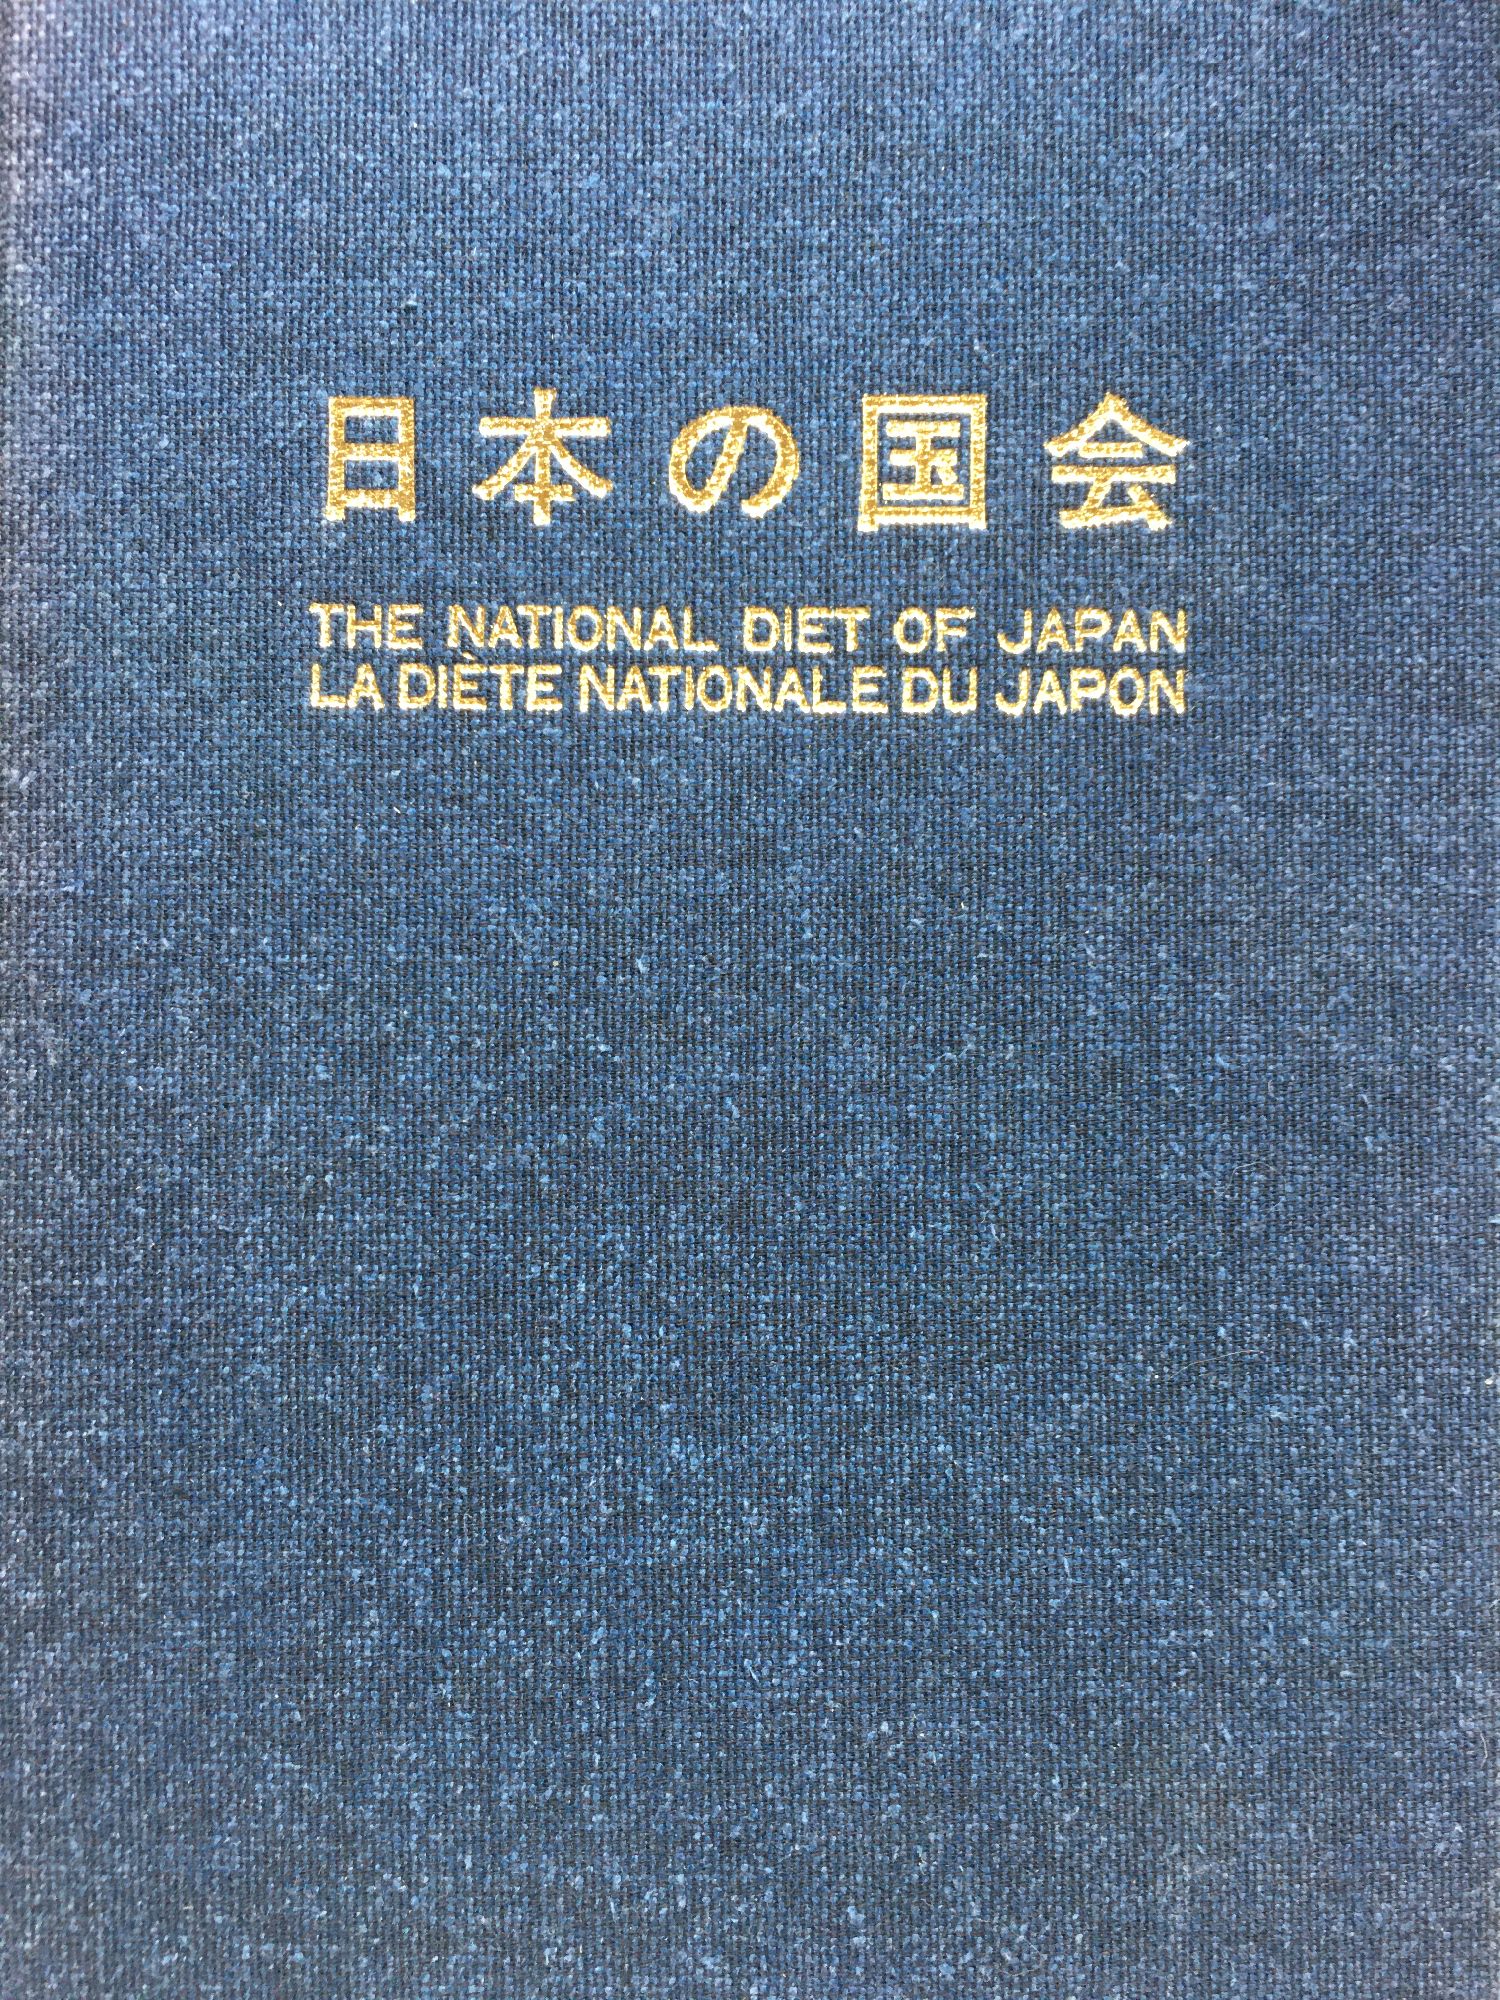 日本の国会
THE NATIONAL DIET OF JAPAN
LA DIÈTE NATIONALE DU JAPON